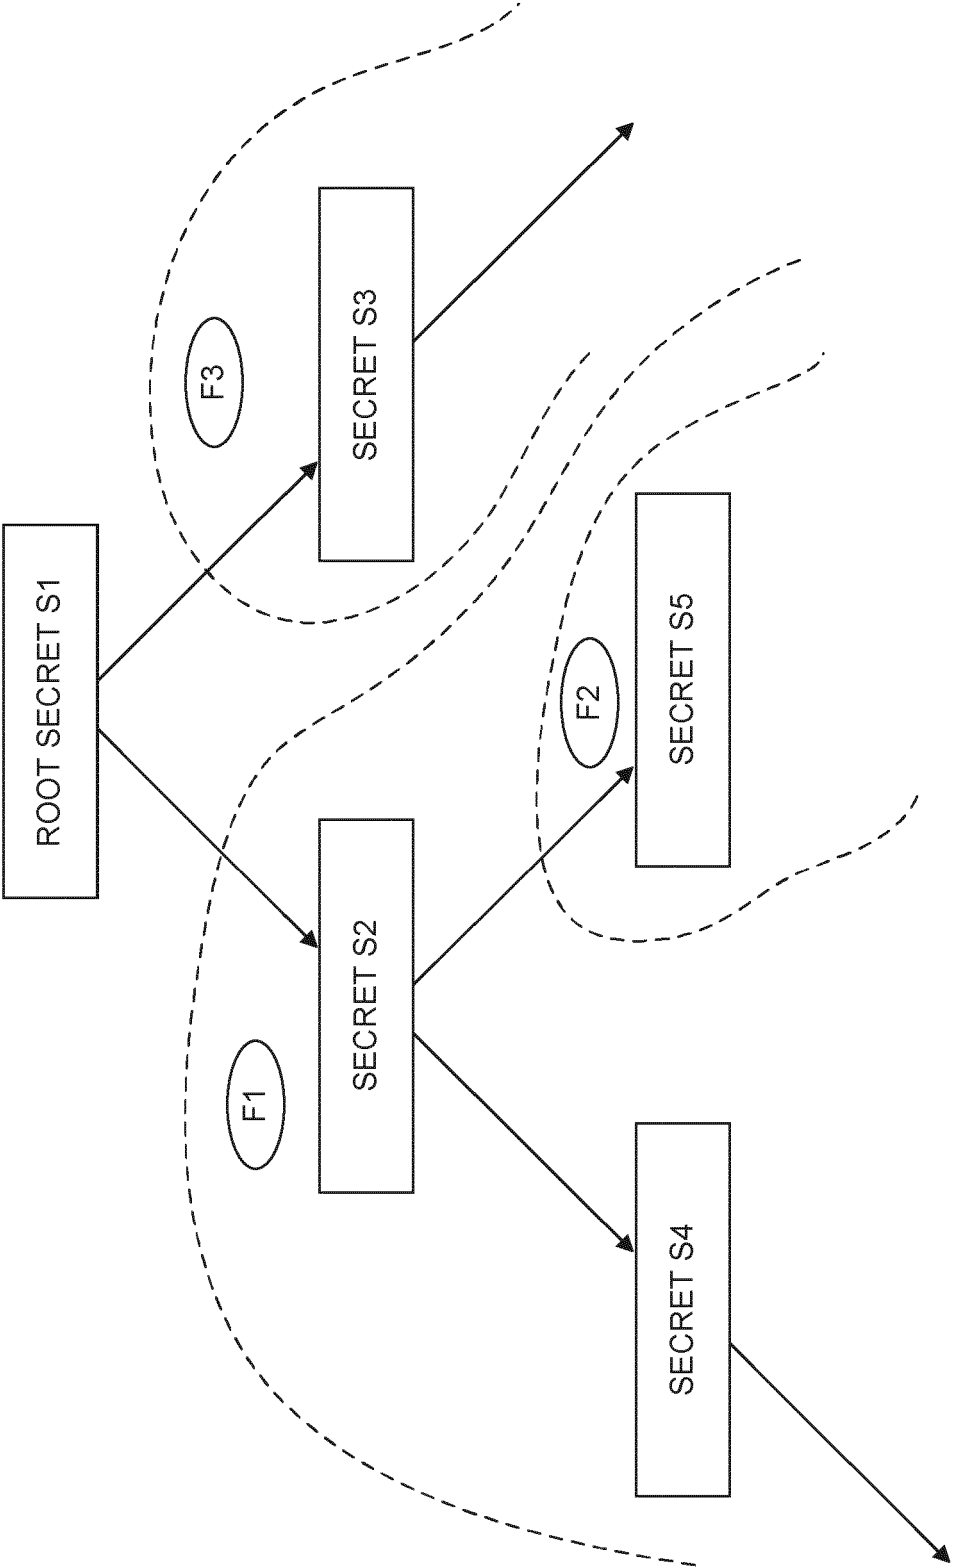 ROOT SECRET S1
F1
F3
SECRET S2
SECRET S3
F2
SECRET S4
SECRET S5